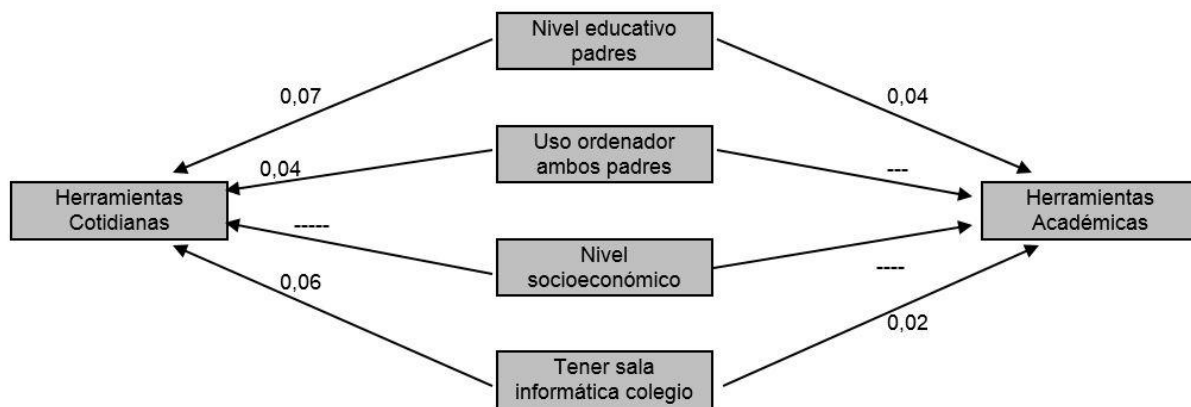 Nivel educativo
padres
0,07
0,04
Uso ordenador
ambos padres
0,04
---
Herramientas
Cotidianas
Herramientas
Académicas
-----
Nivel
socioeconómico
----
0,06
0,02
Tener sala
informática colegio